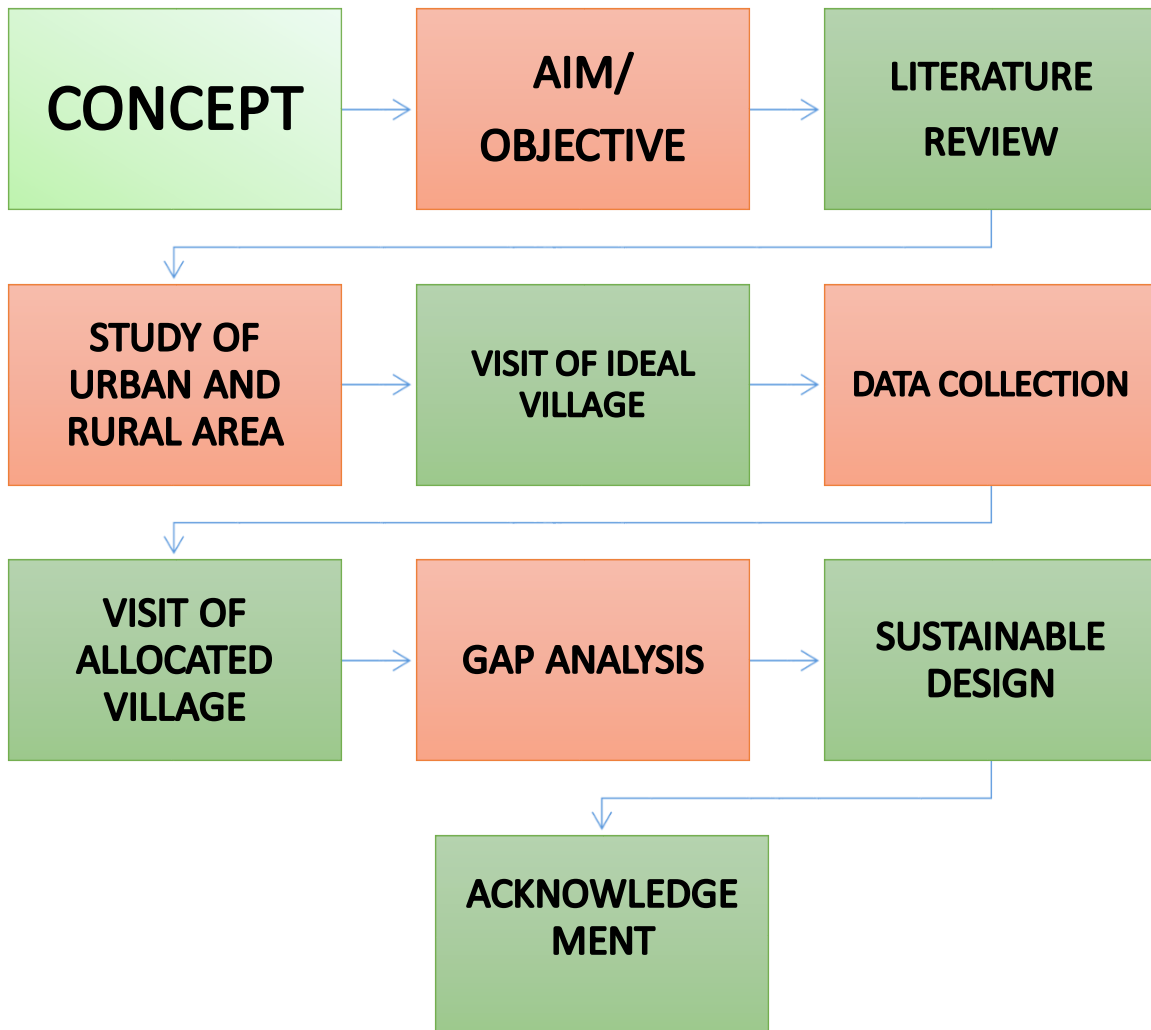 CONCEPT
AIM/
OBJECTIVE
LITERATURE
REVIEW
STUDY OF
URBAN AND
RURAL AREA
VISIT OF IDEAL
VILLAGE
DATA COLLECTION
VISIT OF
ALLOCATED
VILLAGE
GAP ANALYSIS
SUSTAINABLE
DESIGN
ACKNOWLEDGE
MENT